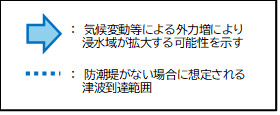 ： 気候変動等による外力増により
浸水域が拡大する可能性を示す
： 防潮堤がない場合に想定される
津波到達範囲